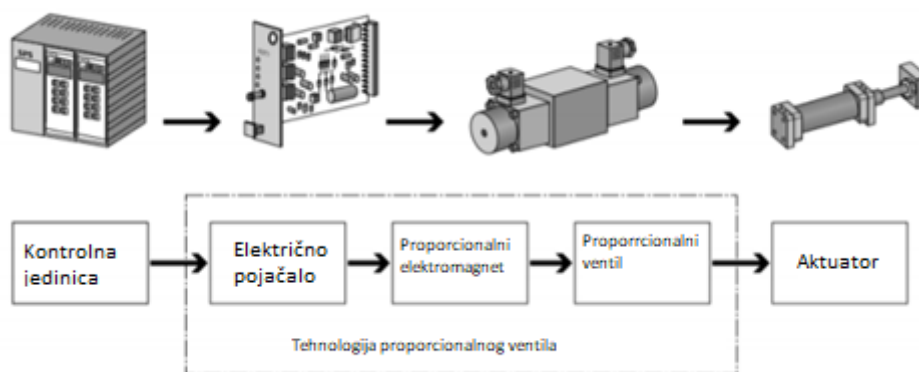 SPS
Kontrolna
jedinica
Električno
pojačalo
Proporcionalni
elektromagnet
Proporrcionalni
ventil
Aktuator
Tehnologija proporcionalnog ventila